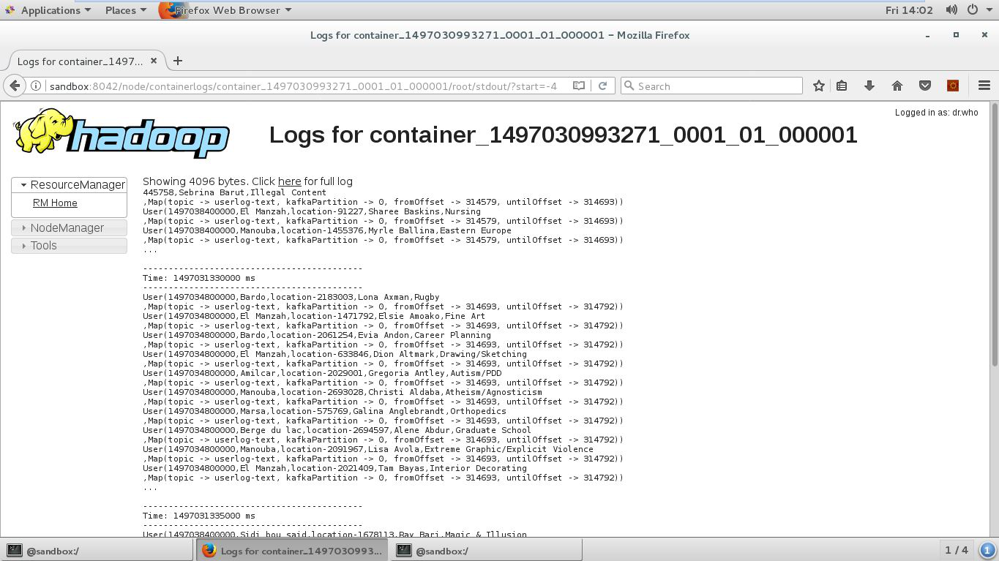 Applications Places Firefox Web Browser Fri 14:02
Logs for container_1497030993271_0001_01_000001 - Mozilla Firefox
Logs for container_1497...
sandbox:8042/node/containerlogs/container_1497030993271_0001_01_000001/root/stdout/?start=-4 Search
Logged in as: dr.who
hadoop
Logs for container_1497030993271_0001_01_000001
ResourceManager
RM Home
NodeManager
Tools
Showing 4096 bytes. Click here for full log
445758,Sebrina Barut,Illegal Content
,Map(topic -> userlog-text, kafkaPartition -> 0, fromOffset -> 314579, untilOffset -> 314693))
User(1497038400000,El Manzah,location-91227,Sharee Baskins,Nursing
,Map(topic -> userlog-text, kafkaPartition -> 0, fromOffset -> 314579, untilOffset -> 314693))
User(1497038400000,Manouba,location-1455376,Myrle Ballina,Eastern Europe
,Map(topic -> userlog-text, kafkaPartition -> 0, fromOffset -> 314579, untilOffset -> 314693))
...
-------------------------------------------
Time: 1497031330000 ms
-------------------------------------------
User(1497034800000,Bardo,location-2183003,Lona Axman,Rugby
,Map(topic -> userlog-text, kafkaPartition -> 0, fromOffset -> 314693, untilOffset -> 314792))
User(1497034800000,El Manzah,location-1471792,Elsie Amoako,Fine Art
,Map(topic -> userlog-text, kafkaPartition -> 0, fromOffset -> 314693, untilOffset -> 314792))
User(1497034800000,Bardo,location-2061254,Evia Andon,Career Planning
,Map(topic -> userlog-text, kafkaPartition -> 0, fromOffset -> 314693, untilOffset -> 314792))
User(1497034800000,El Manzah,location-633846,Dion Altmark,Drawing/Sketching
,Map(topic -> userlog-text, kafkaPartition -> 0, fromOffset -> 314693, untilOffset -> 314792))
User(1497034800000,Amilcar,location-2029001,Gregoria Antley,Autism/PDD
,Map(topic -> userlog-text, kafkaPartition -> 0, fromOffset -> 314693, untilOffset -> 314792))
User(1497034800000,Manouba,location-2693028,Christi Aldaba,Atheism/Agnosticism
,Map(topic -> userlog-text, kafkaPartition -> 0, fromOffset -> 314693, untilOffset -> 314792))
User(1497034800000,Marsa,location-575769,Galina Anglebrandt,Orthopedics
,Map(topic -> userlog-text, kafkaPartition -> 0, fromOffset -> 314693, untilOffset -> 314792))
User(1497034800000,Berge du lac,location-2694597,Alene Abdur,Graduate School
,Map(topic -> userlog-text, kafkaPartition -> 0, fromOffset -> 314693, untilOffset -> 314792))
User(1497034800000,Manouba,location-2091967,Lisa Avola,Extreme Graphic/Explicit Violence
,Map(topic -> userlog-text, kafkaPartition -> 0, fromOffset -> 314693, untilOffset -> 314792))
User(1497034800000,El Manzah,location-2021409,Tam Bayas,Interior Decorating
,Map(topic -> userlog-text, kafkaPartition -> 0, fromOffset -> 314693, untilOffset -> 314792))
...
-------------------------------------------
Time: 1497031335000 ms
-------------------------------------------
User(1497038400000,Sidi bou said,location-1678113,Ray Bari,Magic & Illusion
@sandbox:/ Logs for container_1497030993... @sandbox:/ 1 / 4 1